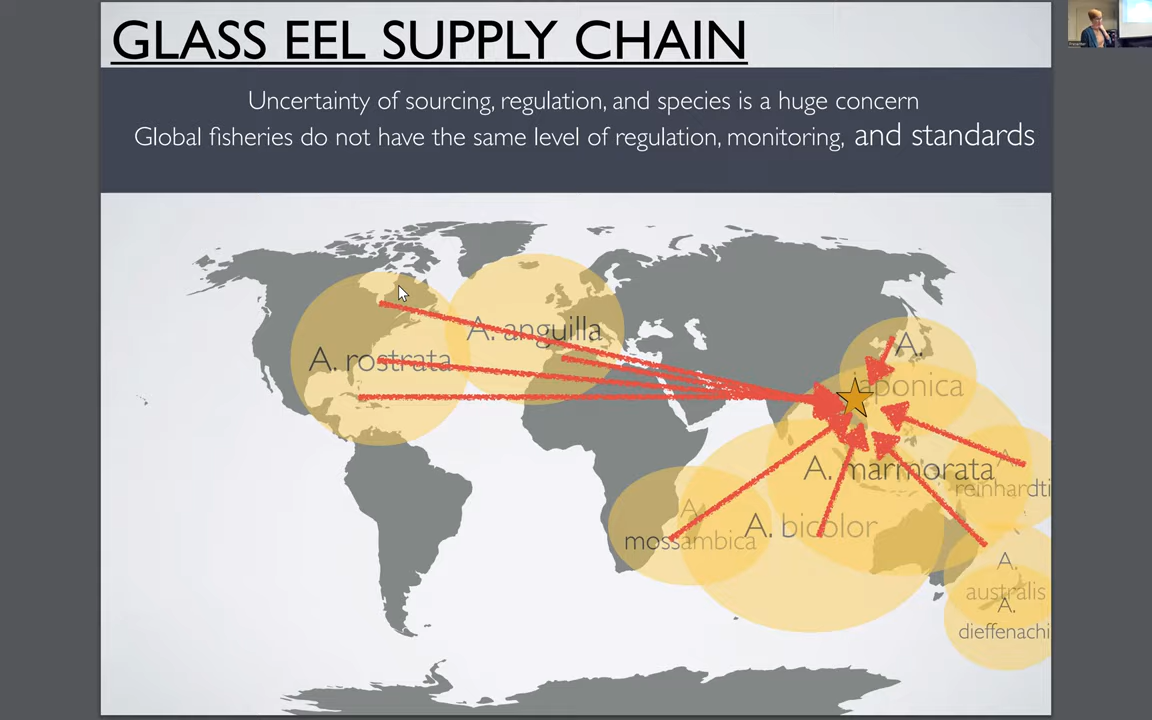 GLASS EEL SUPPLY CHAIN
Uncertainty of sourcing, regulation, and species is a huge concern
Global fisheries do not have the same level of regulation, monitoring, and standards
A. anguilla
A. rostrata
A.
japonica
A. marmorata
A.
reinhardti
A. bicolor
A.
mossambica
A.
australis
A.
dieffenachi